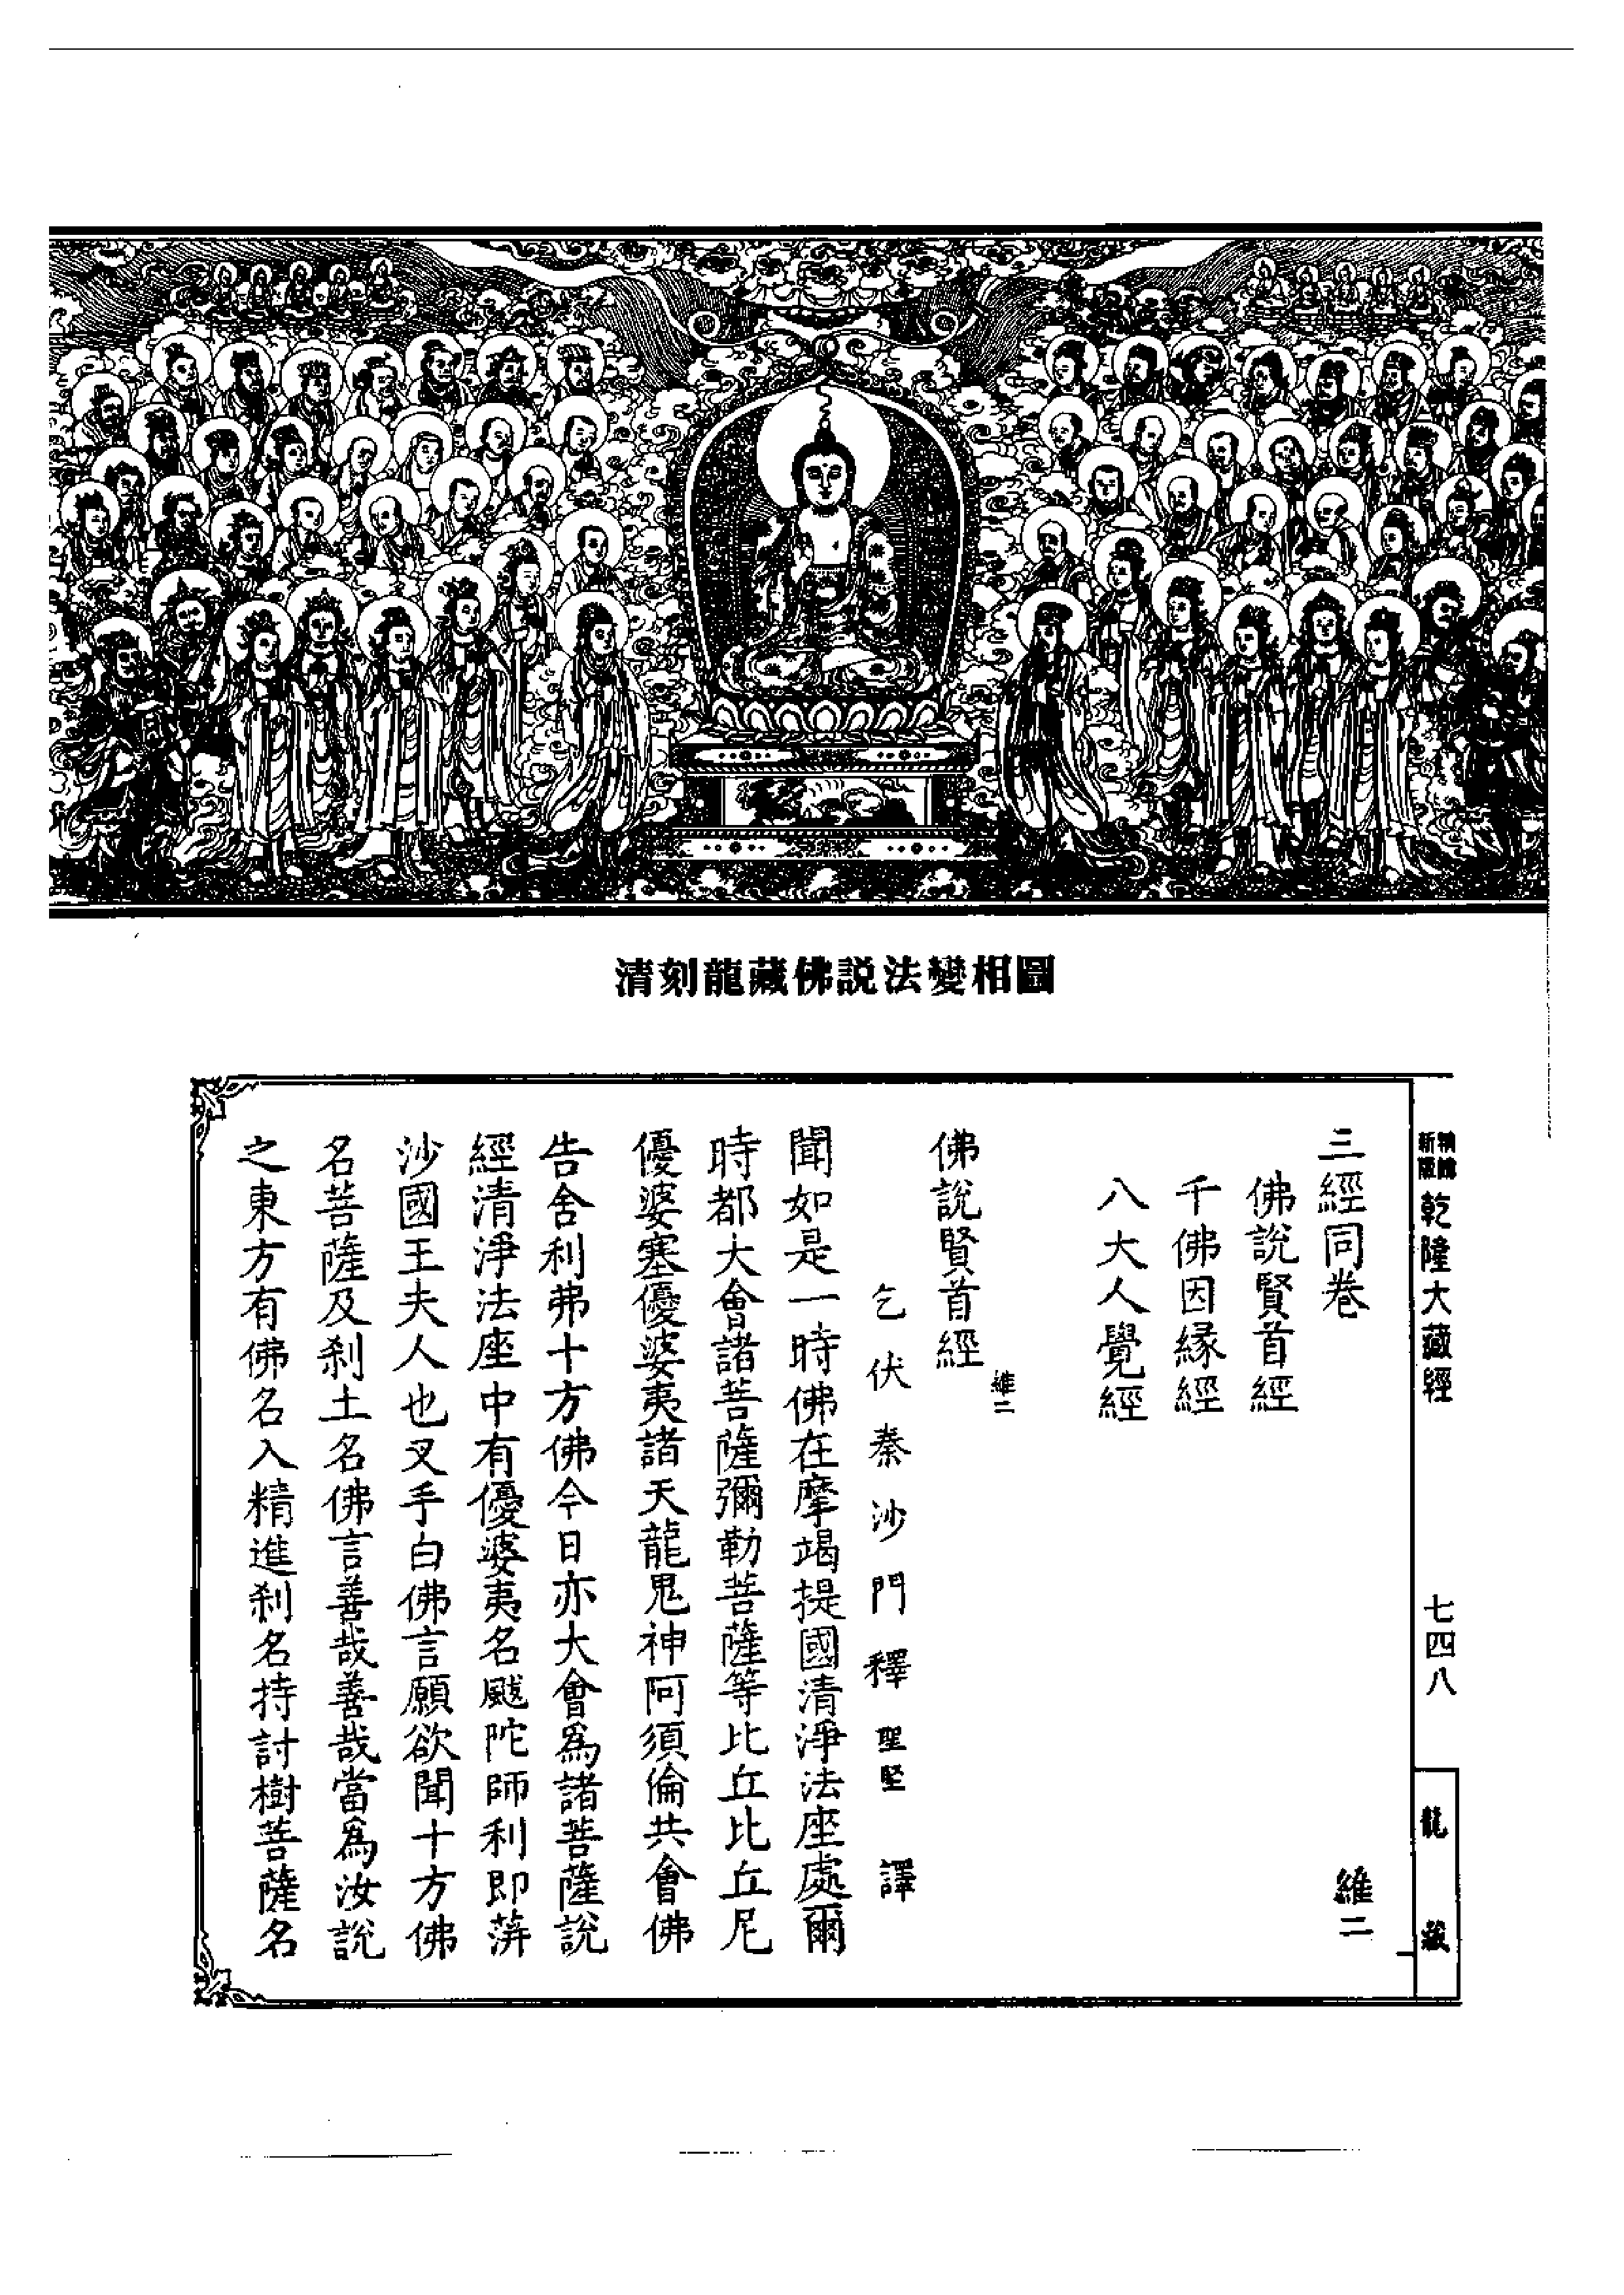 清刻龍藏佛説法變相圖
新縮 精縮
乾隆大藏經
七四八
龍藏
三經同卷
維二
佛說賢首經
千佛因緣經
八大人覺經
維二
佛說賢首經
乞伏秦沙門釋聖堅譯
聞如是一時佛在摩竭提國清淨法座處爾
時都大會諸菩薩彌勒菩薩等比丘比丘尼
優婆塞優婆夷諸天龍鬼神阿須倫共會佛
告舍利弗十方佛今日亦大會爲諸菩薩說
經清淨法座中有優婆夷名颰陀師利即蓱
沙國王夫人也叉手白佛言願欲聞十方佛
名菩薩及刹土名佛言善哉善哉當爲汝說
之東方有佛名入精進刹名持討樹菩薩名